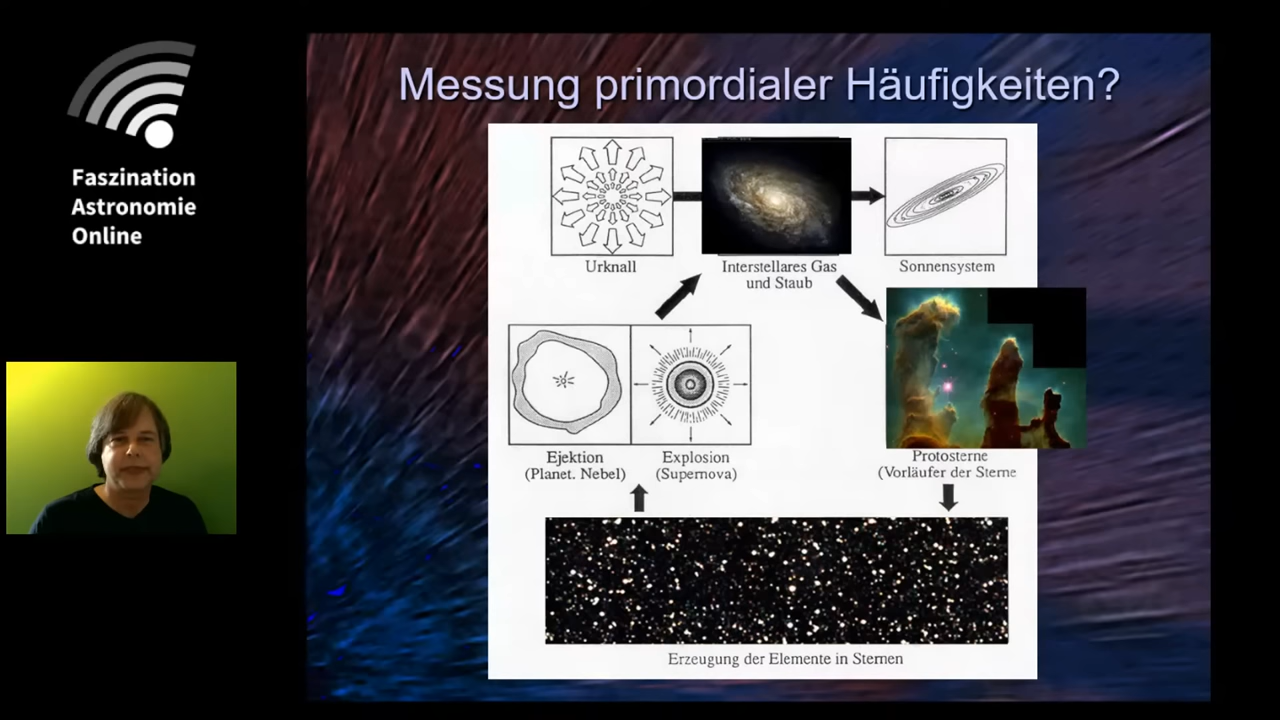 Messung primordialer Häufigkeiten?
Faszination
Astronomie
Online
Urknall
Interstellares Gas
und Staub
Sonnensystem
Ejektion
(Planet. Nebel)
Explosion
(Supernova)
Protosterne
(Vorläufer der Sterne
Erzeugung der Elemente in Sternen